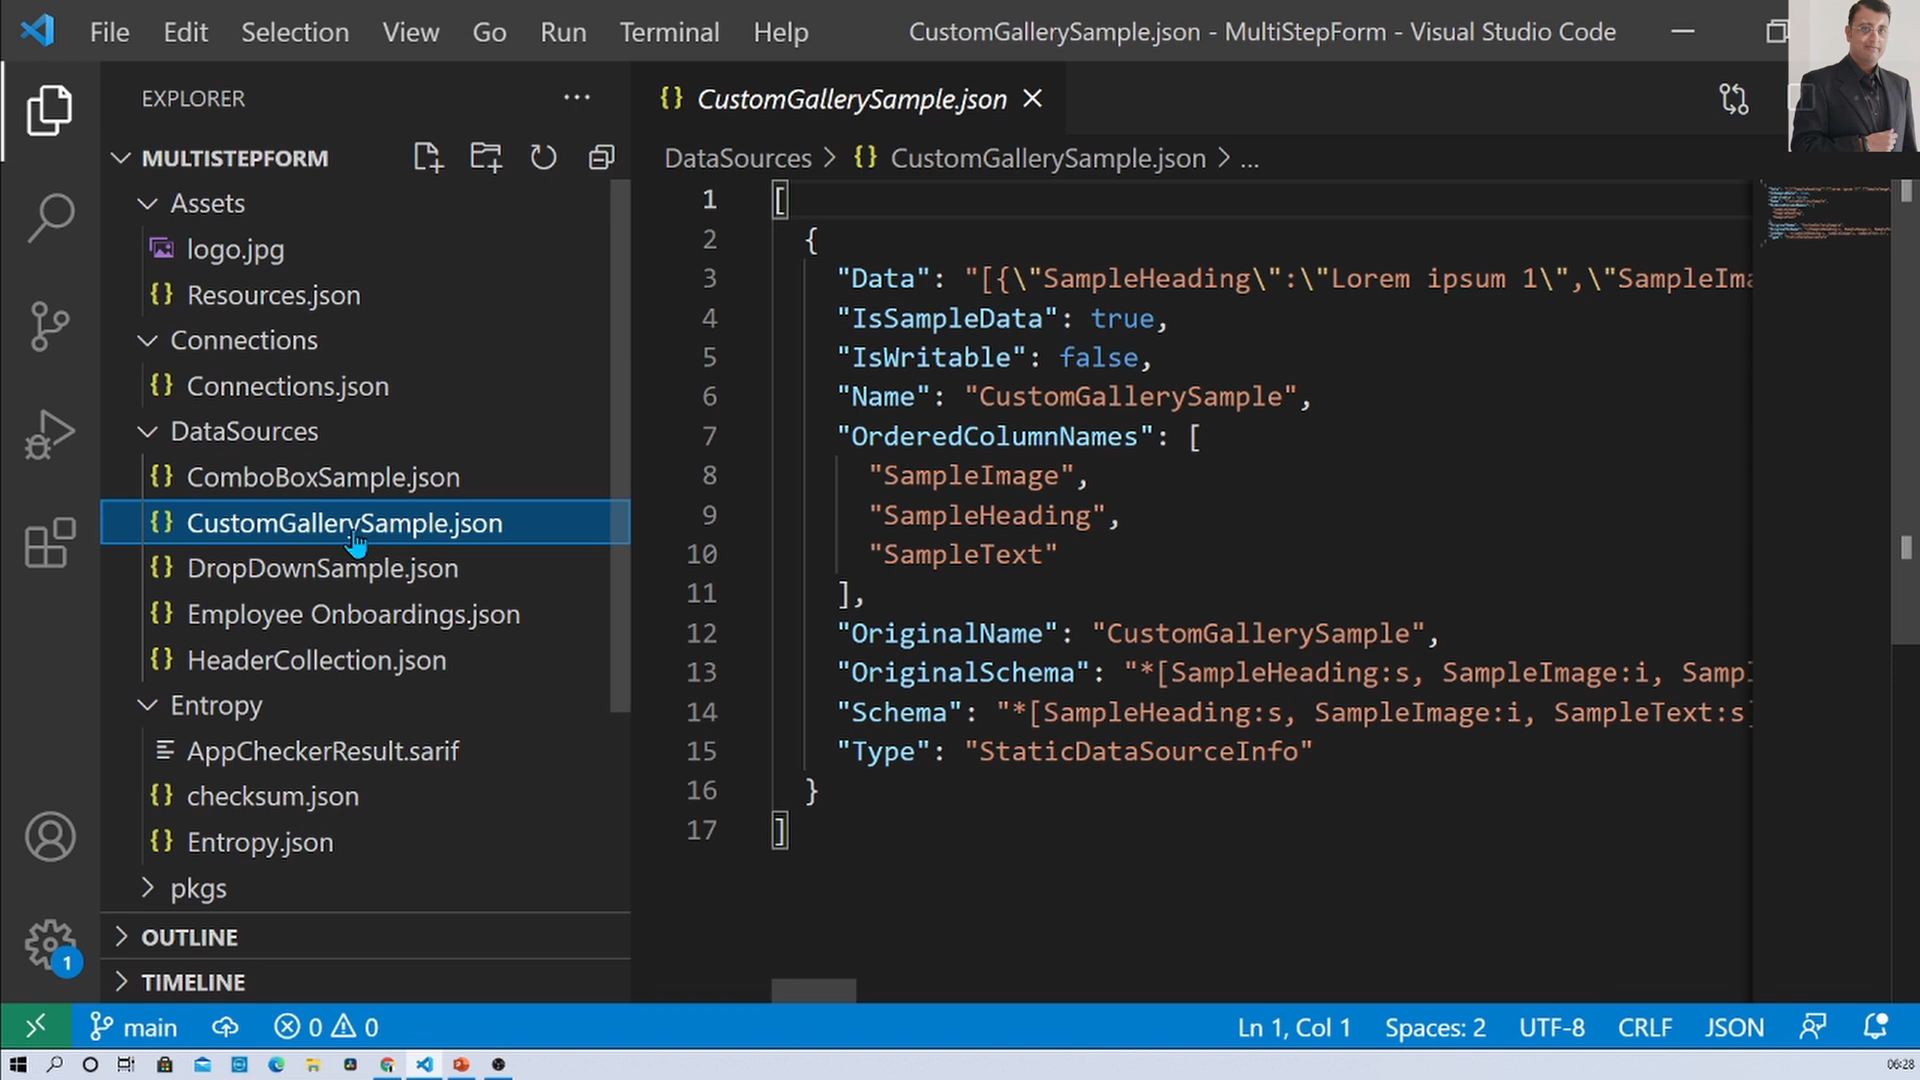 File Edit Selection View Go Run Terminal Help CustomGallerySample.json - MultiStepForm - Visual Studio Code
EXPLORER ···
MULTISTEPFORM
Assets
logo.jpg
{} Resources.json
Connections
{} Connections.json
DataSources
{} ComboBoxSample.json
{} CustomGallerySample.json
{} DropDownSample.json
{} Employee Onboardings.json
{} HeaderCollection.json
Entropy
AppCheckerResult.sarif
{} checksum.json
{} Entropy.json
pkgs
OUTLINE
TIMELINE
{} CustomGallerySample.json
DataSources > {} CustomGallerySample.json > ...
1 [
2 {
3 "Data": "[{\"SampleHeading\":\"Lorem ipsum 1\",\"SampleIma
4 "IsSampleData": true,
5 "IsWritable": false,
6 "Name": "CustomGallerySample",
7 "OrderedColumnNames": [
8 "SampleImage",
9 "SampleHeading",
10 "SampleText"
11 ],
12 "OriginalName": "CustomGallerySample",
13 "OriginalSchema": "*[SampleHeading:s, SampleImage:i, Sampl
14 "Schema": "*[SampleHeading:s, SampleImage:i, SampleText:s]
15 "Type": "StaticDataSourceInfo"
16 }
17 ]
1
main 0 0 Ln 1, Col 1 Spaces: 2 UTF-8 CRLF JSON
06:28